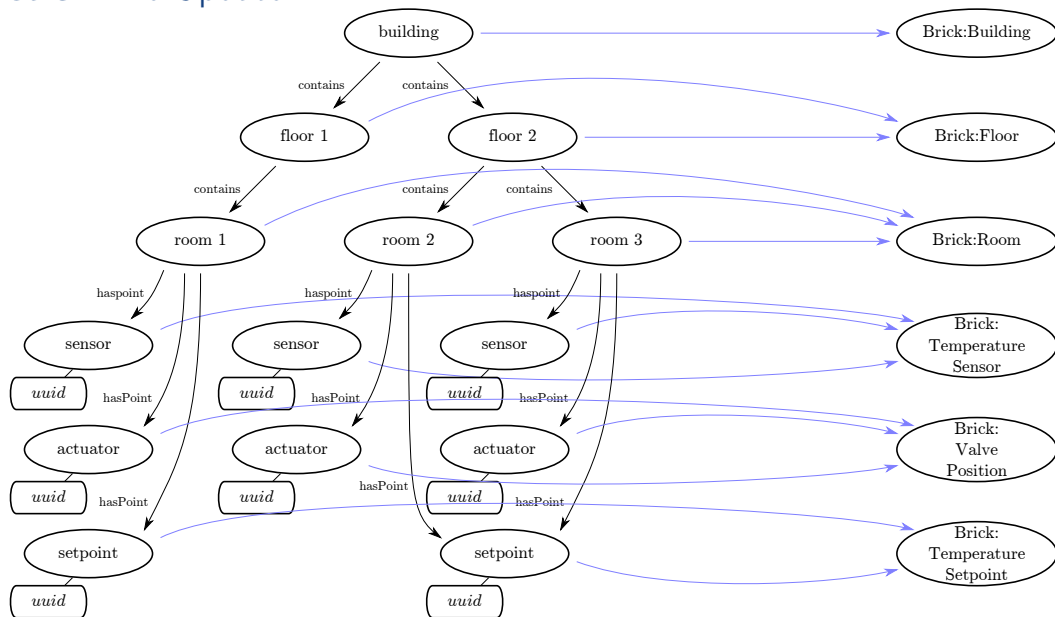 building
Brick:Building
contains
contains
floor 1
floor 2
Brick:Floor
contains
contains
contains
room 1
room 2
room 3
Brick:Room
haspoint
haspoint
haspoint
sensor
sensor
sensor
Brick:
Temperature
Sensor
uuid
uuid
uuid
hasPoint
hasPoint
hasPoint
actuator
actuator
actuator
Brick:
Valve
Position
uuid
uuid
uuid
hasPoint
hasPoint
hasPoint
setpoint
setpoint
Brick:
Temperature
Setpoint
uuid
uuid